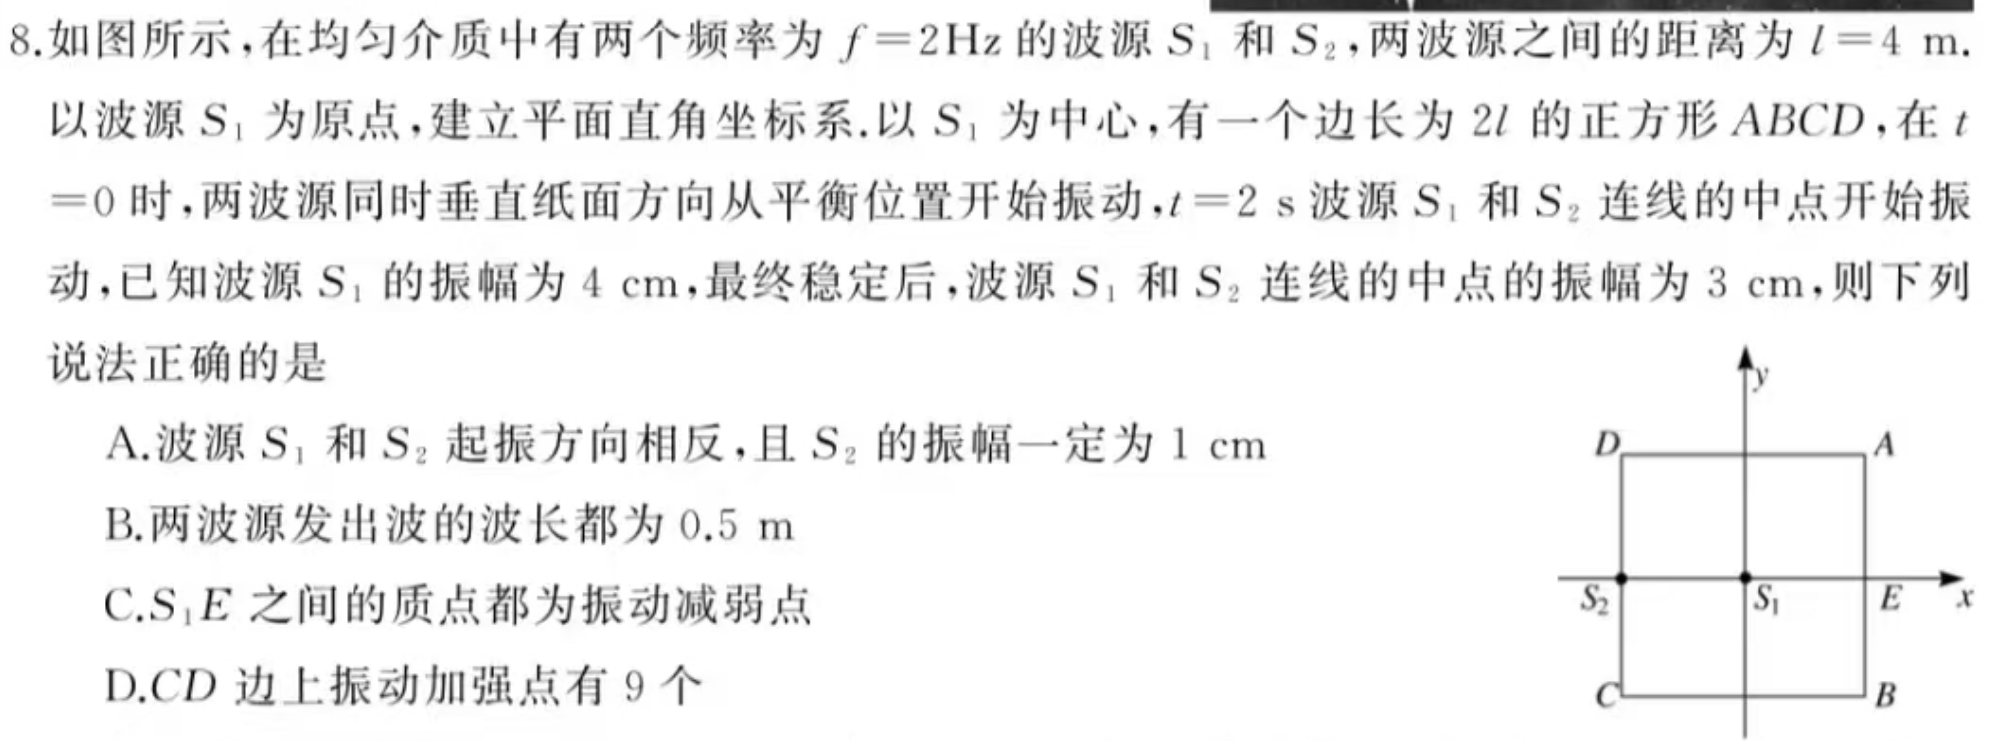 8.如图所示,在均匀介质中有两个频率为 f=2Hz 的波源 S₁ 和 S₂,两波源之间的距离为 l=4 m.
以波源 S₁ 为原点,建立平面直角坐标系.以 S₁ 为中心,有一个边长为 2l 的正方形 ABCD,在 t
=0 时,两波源同时垂直纸面方向从平衡位置开始振动,t=2 s 波源 S₁ 和 S₂ 连线的中点开始振
动,已知波源 S₁ 的振幅为 4 cm,最终稳定后,波源 S₁ 和 S₂ 连线的中点的振幅为 3 cm,则下列
说法正确的是
A.波源 S₁ 和 S₂ 起振方向相反,且 S₂ 的振幅一定为 1 cm
B.两波源发出波的波长都为 0.5 m
C.S₁E 之间的质点都为振动减弱点
D.CD 边上振动加强点有 9 个
y
D A
S₂ S₁ E x
C B